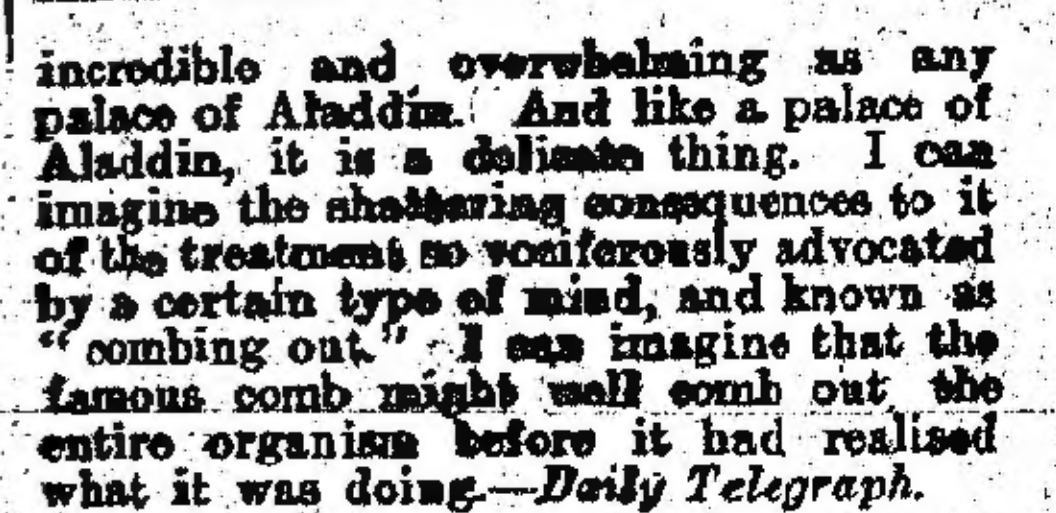 incredible and overwhelming as any
palace of Aladdin. And like a palace of
Aladdin, it is a delicate thing. I can
imagine the shattering consequences to it
of the treatment so vociferously advocated
by a certain type of mind, and known as
"combing out." I can imagine that the
famous comb might well comb out the
entire organism before it had realised
what it was doing.—Daily Telegraph.